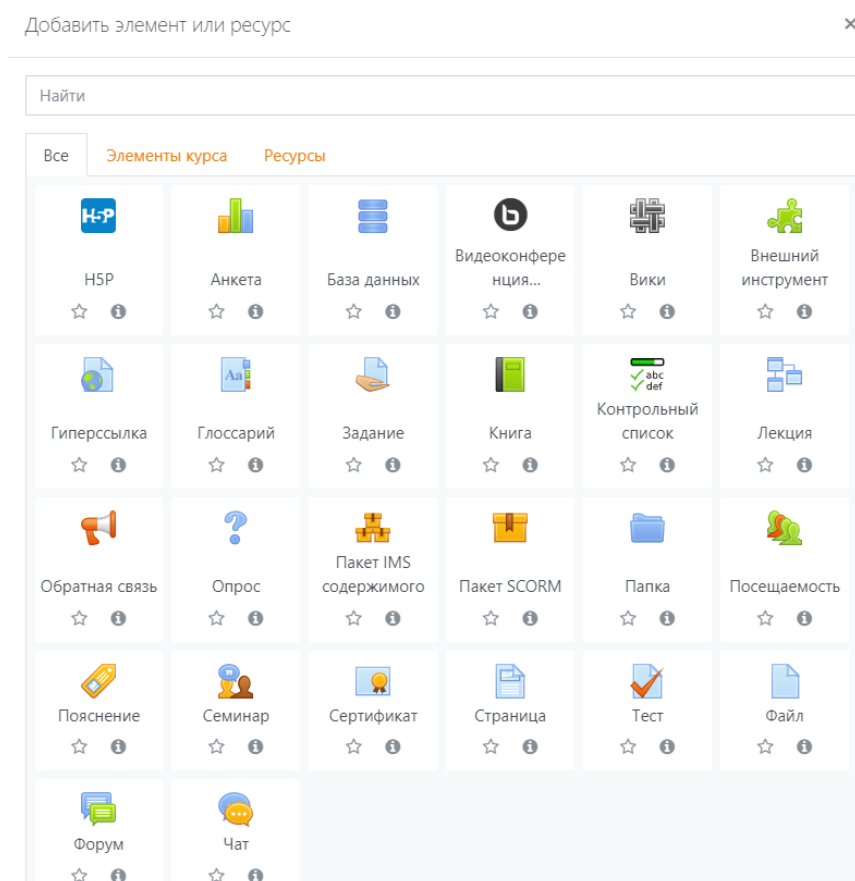 Добавить элемент или ресурс
×
Найти
Все Элементы курса Ресурсы
H5P
H5P
Анкета
База данных
Видеоконфере
нция...
Вики
Внешний
инструмент
Гиперссылка
Aa
Глоссарий
Задание
Книга
abc
def
Контрольный
список
Лекция
Обратная связь
Опрос
Пакет IMS
содержимого
Пакет SCORM
Папка
Посещаемость
Пояснение
Семинар
Сертификат
Страница
Тест
Файл
Форум
Чат